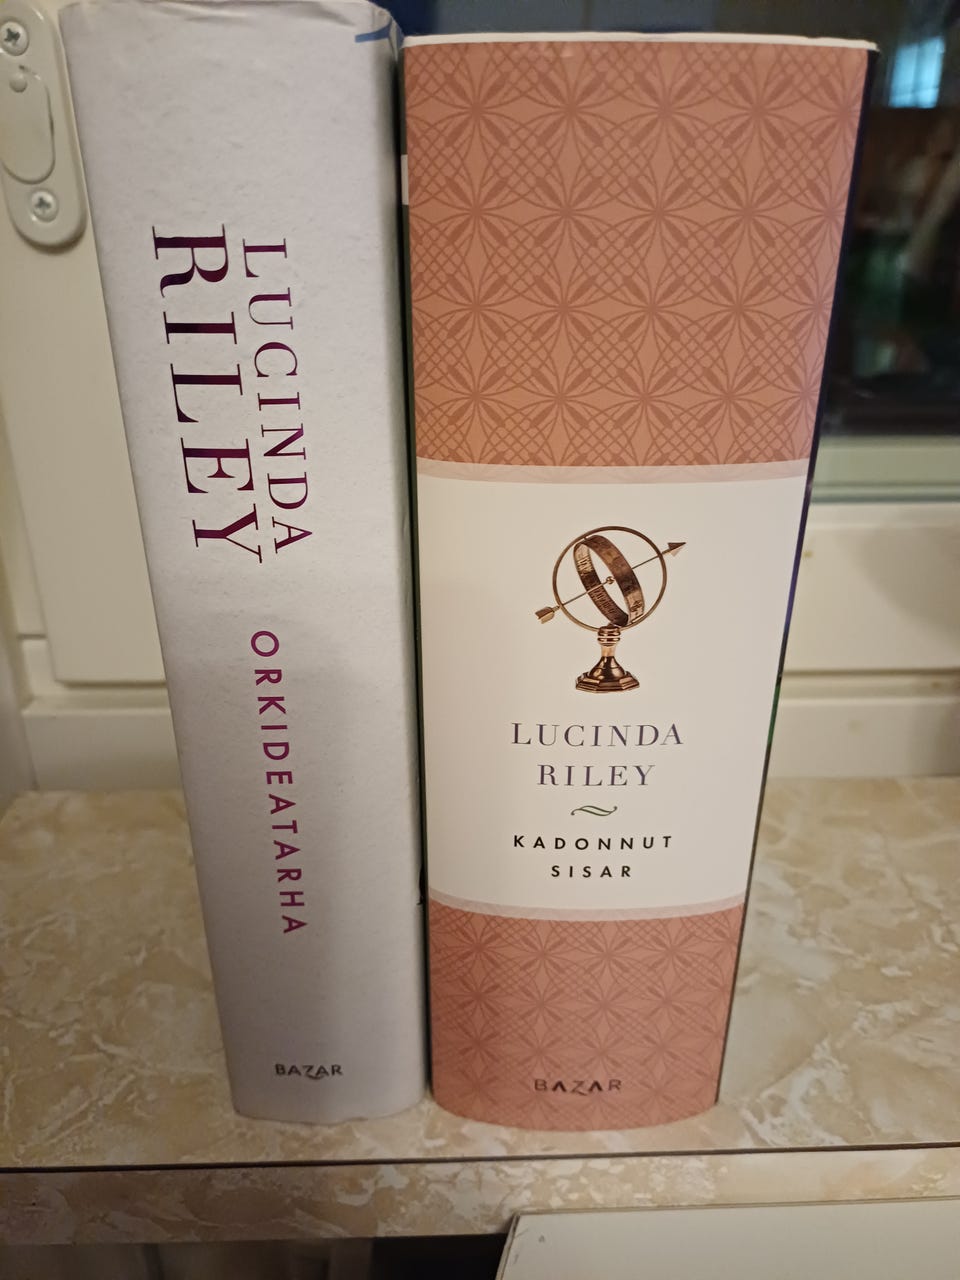 LUCINDA
RILEY
ORKIDEATARHA
BAZAR
LUCINDA
RILEY
KADONNUT
SISAR
BAZAR